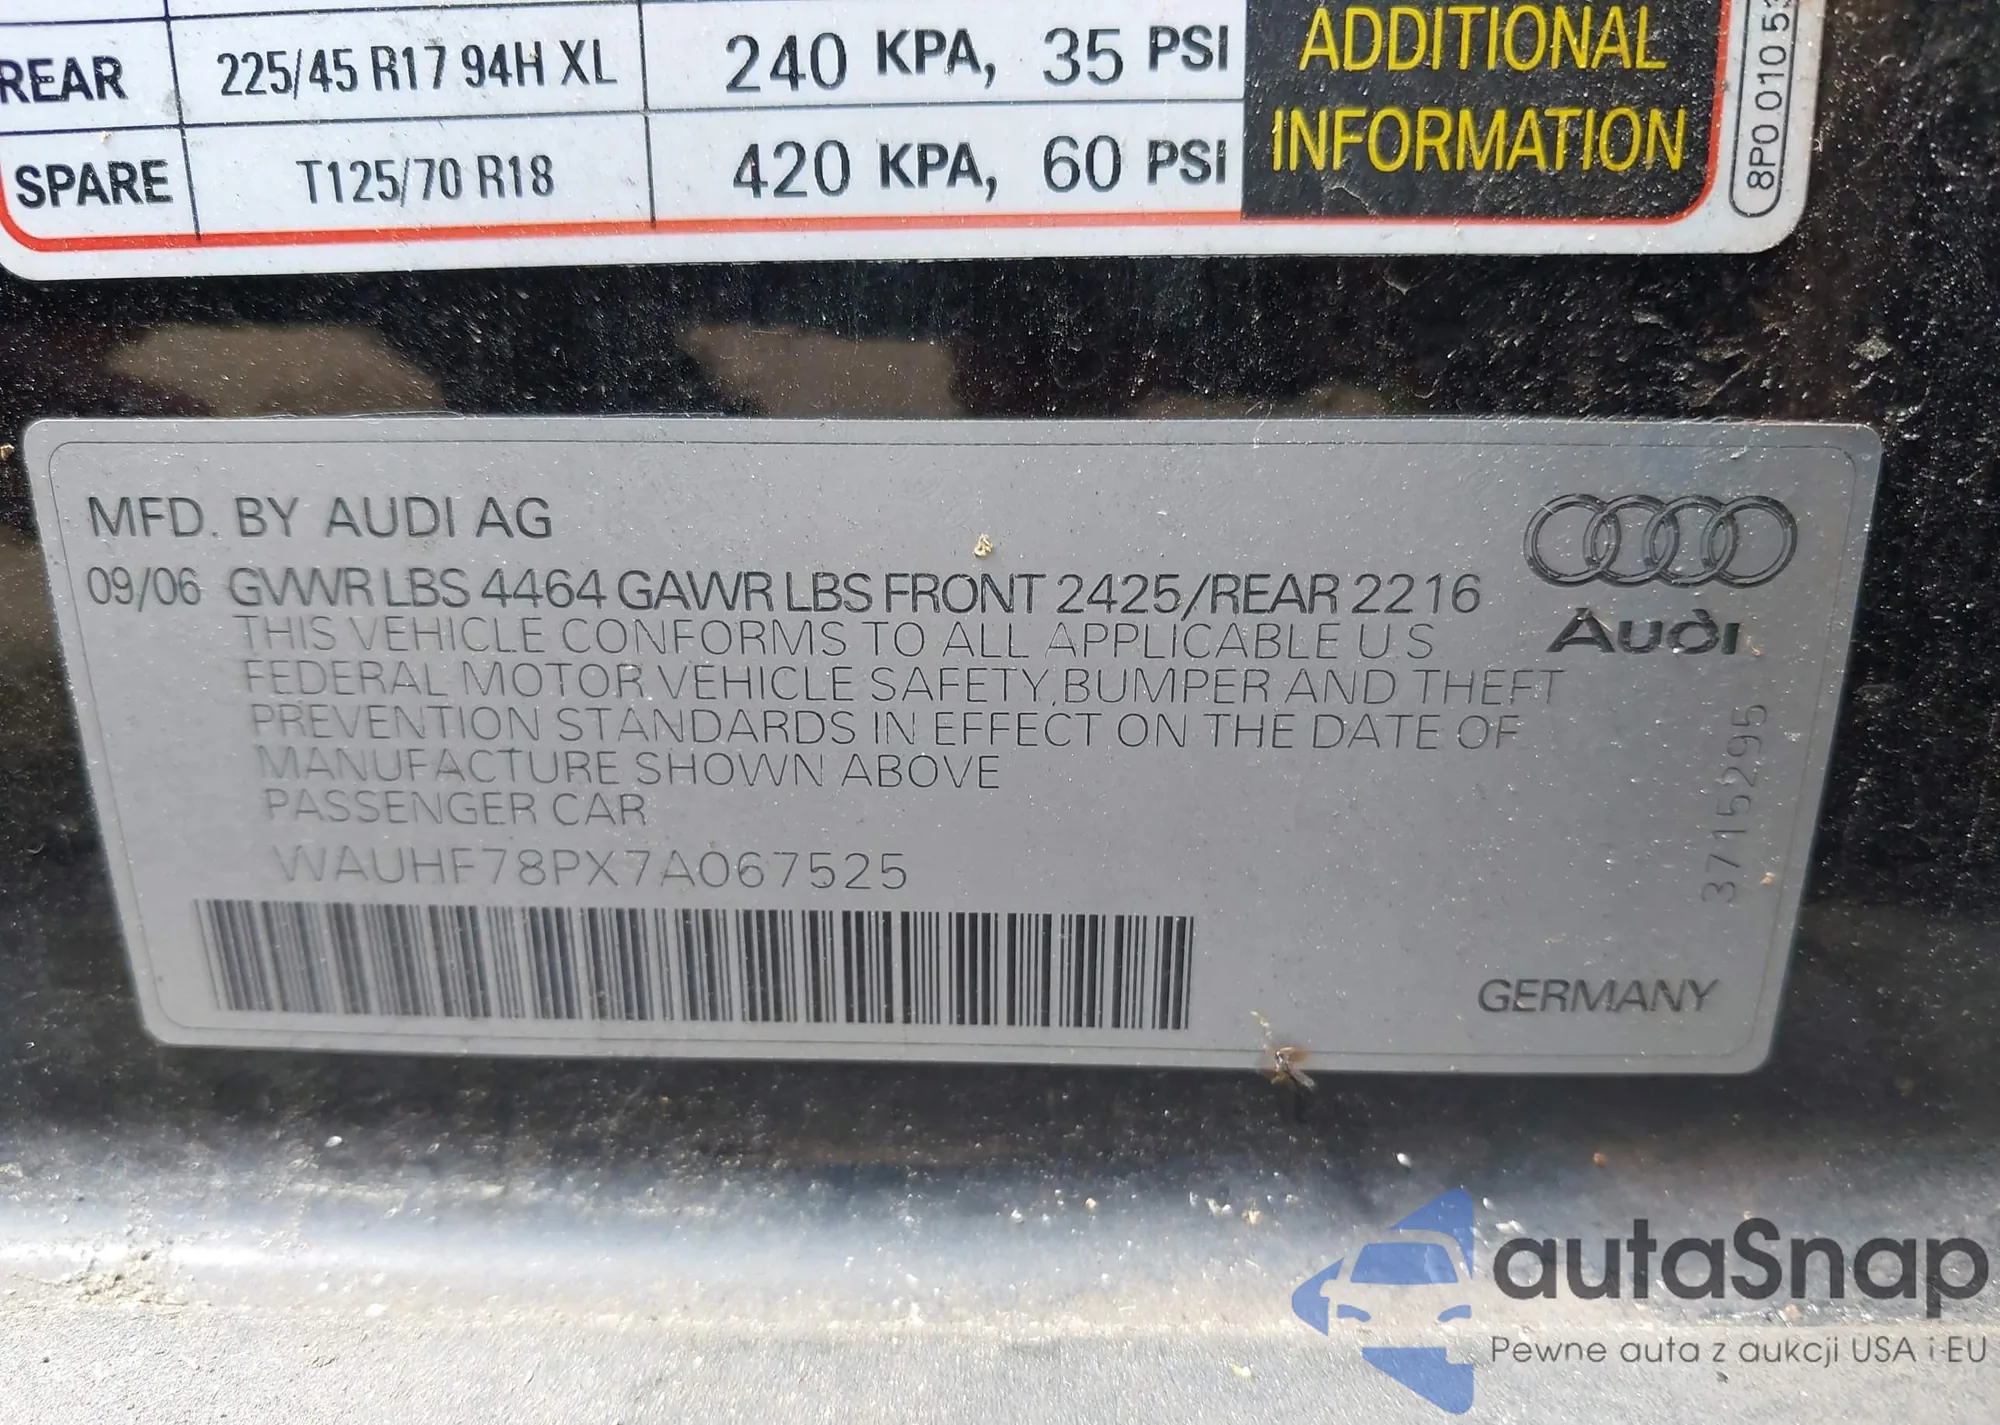 REAR 225/45 R17 94H XL 240 KPA, 35 PSI
SPARE T125/70 R18 420 KPA, 60 PSI
ADDITIONAL
INFORMATION
8P0 010 53
MFD. BY AUDI AG
09/06 GVWR LBS 4464 GAWR LBS FRONT 2425/REAR 2216
THIS VEHICLE CONFORMS TO ALL APPLICABLE U S
FEDERAL MOTOR VEHICLE SAFETY,BUMPER AND THEFT
PREVENTION STANDARDS IN EFFECT ON THE DATE OF
MANUFACTURE SHOWN ABOVE
PASSENGER CAR
WAUHF78PX7A067525
Audi
37152295
GERMANY
autaSnap
Pewne auta z aukcji USA i EU